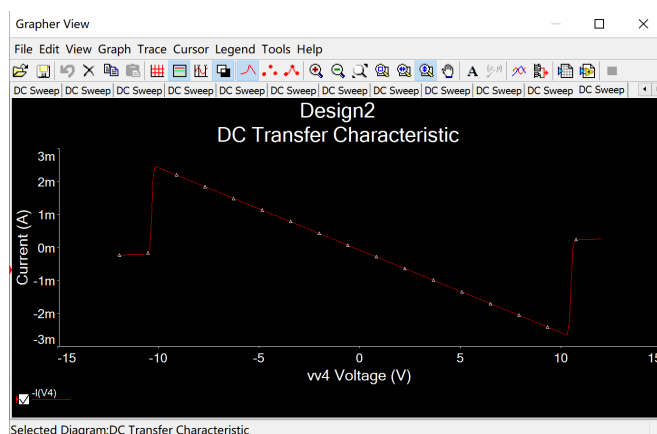 Grapher View
File Edit View Graph Trace Cursor Legend Tools Help
DC Sweep DC Sweep DC Sweep DC Sweep DC Sweep DC Sweep DC Sweep DC Sweep DC Sweep DC Sweep DC Sweep DC Sweep
Design2
DC Transfer Characteristic
3m
2m
1m
0m
-1m
-2m
-3m
Current (A)
-15 -10 -5 0 5 10 15
vv4 Voltage (V)
-I(V4)
Selected Diagram:DC Transfer Characteristic